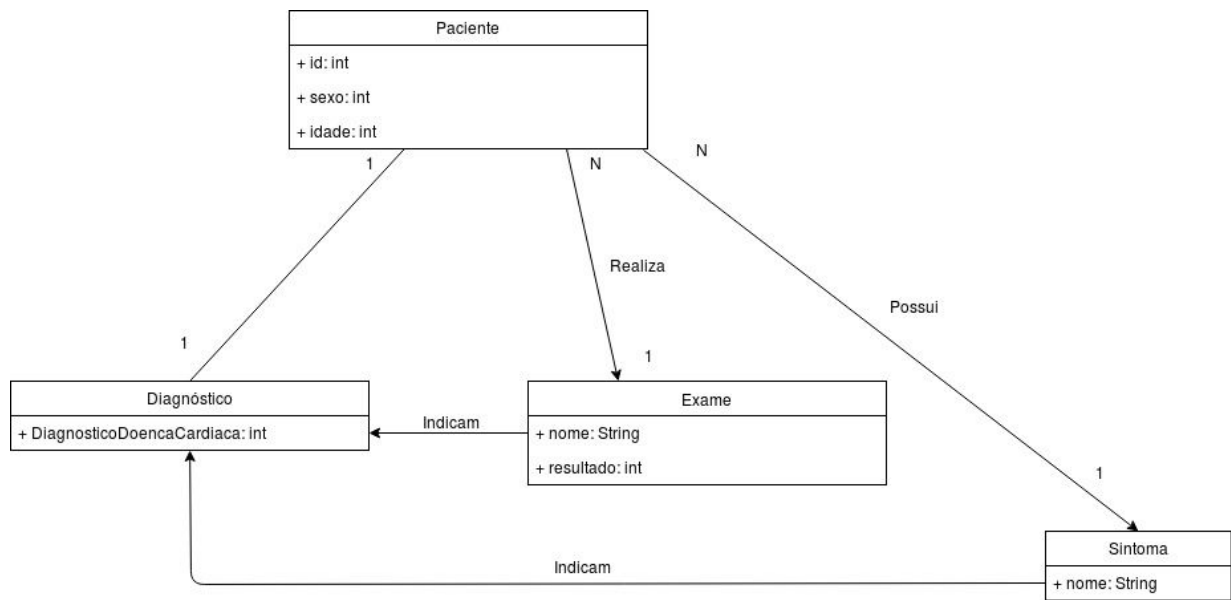 Paciente
+ id: int
+ sexo: int
+ idade: int
1
N
N
Realiza
Possui
1
1
Diagnóstico
+ DiagnosticoDoencaCardiaca: int
Indicam
Exame
+ nome: String
+ resultado: int
1
Sintoma
+ nome: String
Indicam